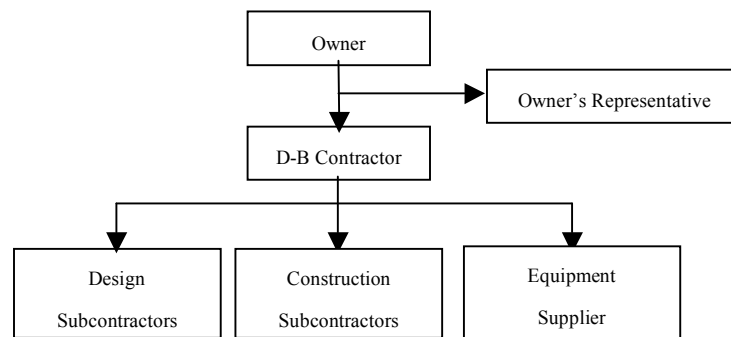 Owner
Owner’s Representative
D-B Contractor
Design
Subcontractors
Construction
Subcontractors
Equipment
Supplier